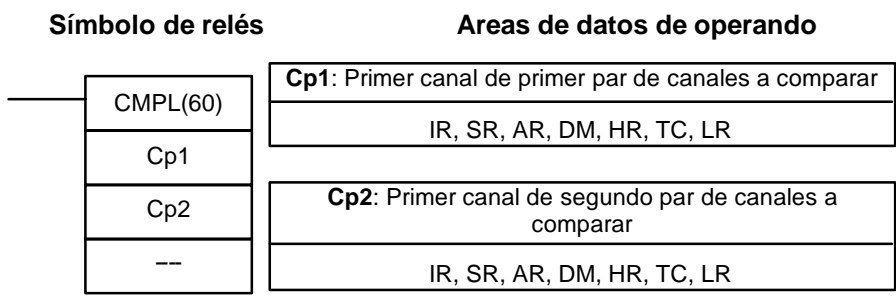 Símbolo de relés
Areas de datos de operando
CMPL(60)
Cp1
Cp2
---
Cp1: Primer canal de primer par de canales a comparar
IR, SR, AR, DM, HR, TC, LR
Cp2: Primer canal de segundo par de canales a
comparar
IR, SR, AR, DM, HR, TC, LR